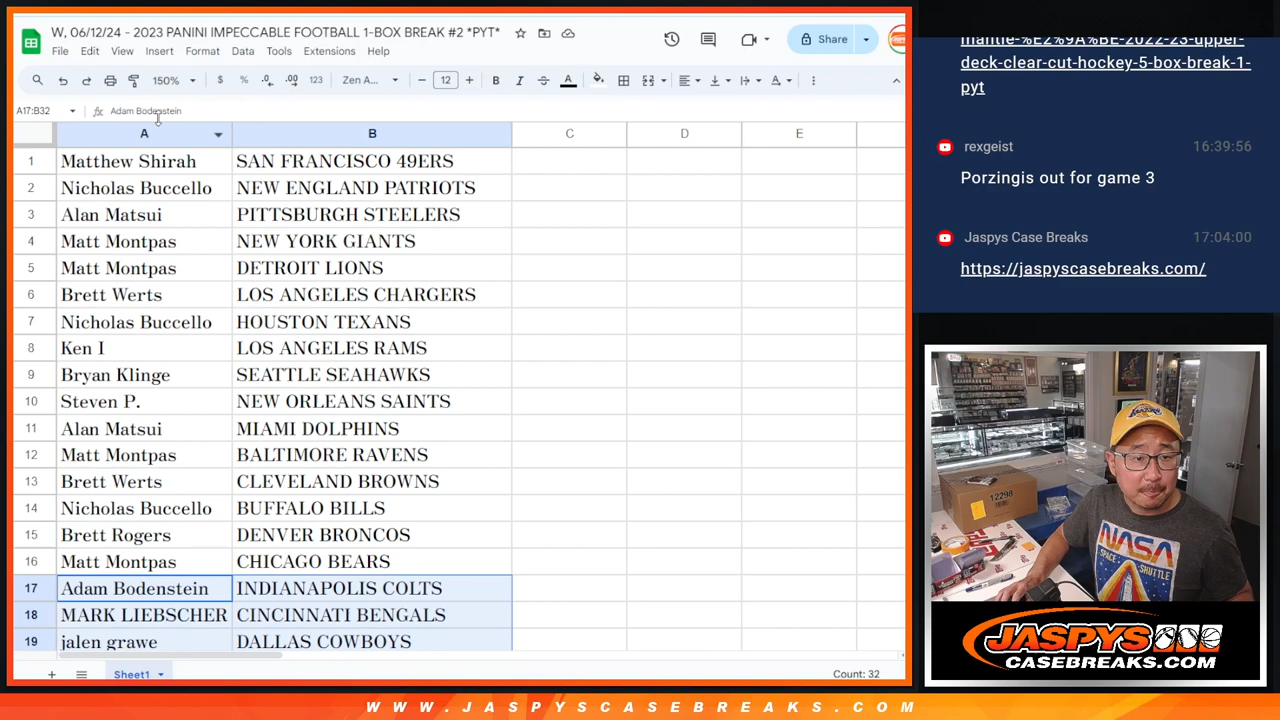 W, 06/12/24 - 2023 PANINI IMPECCABLE FOOTBALL 1-BOX BREAK #2 *PYT*
File Edit View Insert Format Data Tools Extensions Help
Share
150% $ % .0 .00 123 Zen A... 12 B I A
A17:B32 fx Adam Bodenstein
A B C D E
1 Matthew Shirah SAN FRANCISCO 49ERS
2 Nicholas Buccello NEW ENGLAND PATRIOTS
3 Alan Matsui PITTSBURGH STEELERS
4 Matt Montpas NEW YORK GIANTS
5 Matt Montpas DETROIT LIONS
6 Brett Werts LOS ANGELES CHARGERS
7 Nicholas Buccello HOUSTON TEXANS
8 Ken I LOS ANGELES RAMS
9 Bryan Klinge SEATTLE SEAHAWKS
10 Steven P. NEW ORLEANS SAINTS
11 Alan Matsui MIAMI DOLPHINS
12 Matt Montpas BALTIMORE RAVENS
13 Brett Werts CLEVELAND BROWNS
14 Nicholas Buccello BUFFALO BILLS
15 Brett Rogers DENVER BRONCOS
16 Matt Montpas CHICAGO BEARS
17 Adam Bodenstein INDIANAPOLIS COLTS
18 MARK LIEBSCHER CINCINNATI BENGALS
19 jalen grawe DALLAS COWBOYS
Sheet1 Count: 32
mantle-%E2%9A%BE-2022-23-upper-
deck-clear-cut-hockey-5-box-break-1-
pyt
rexgeist 16:39:56
Porzingis out for game 3
Jaspys Case Breaks 17:04:00
https://jaspyscasebreaks.com/
12298
NASA
SPACE SHUTTLE
JASPYS
CASEBREAKS.COM
WWW.JASPYSCASEBREAKS.COM